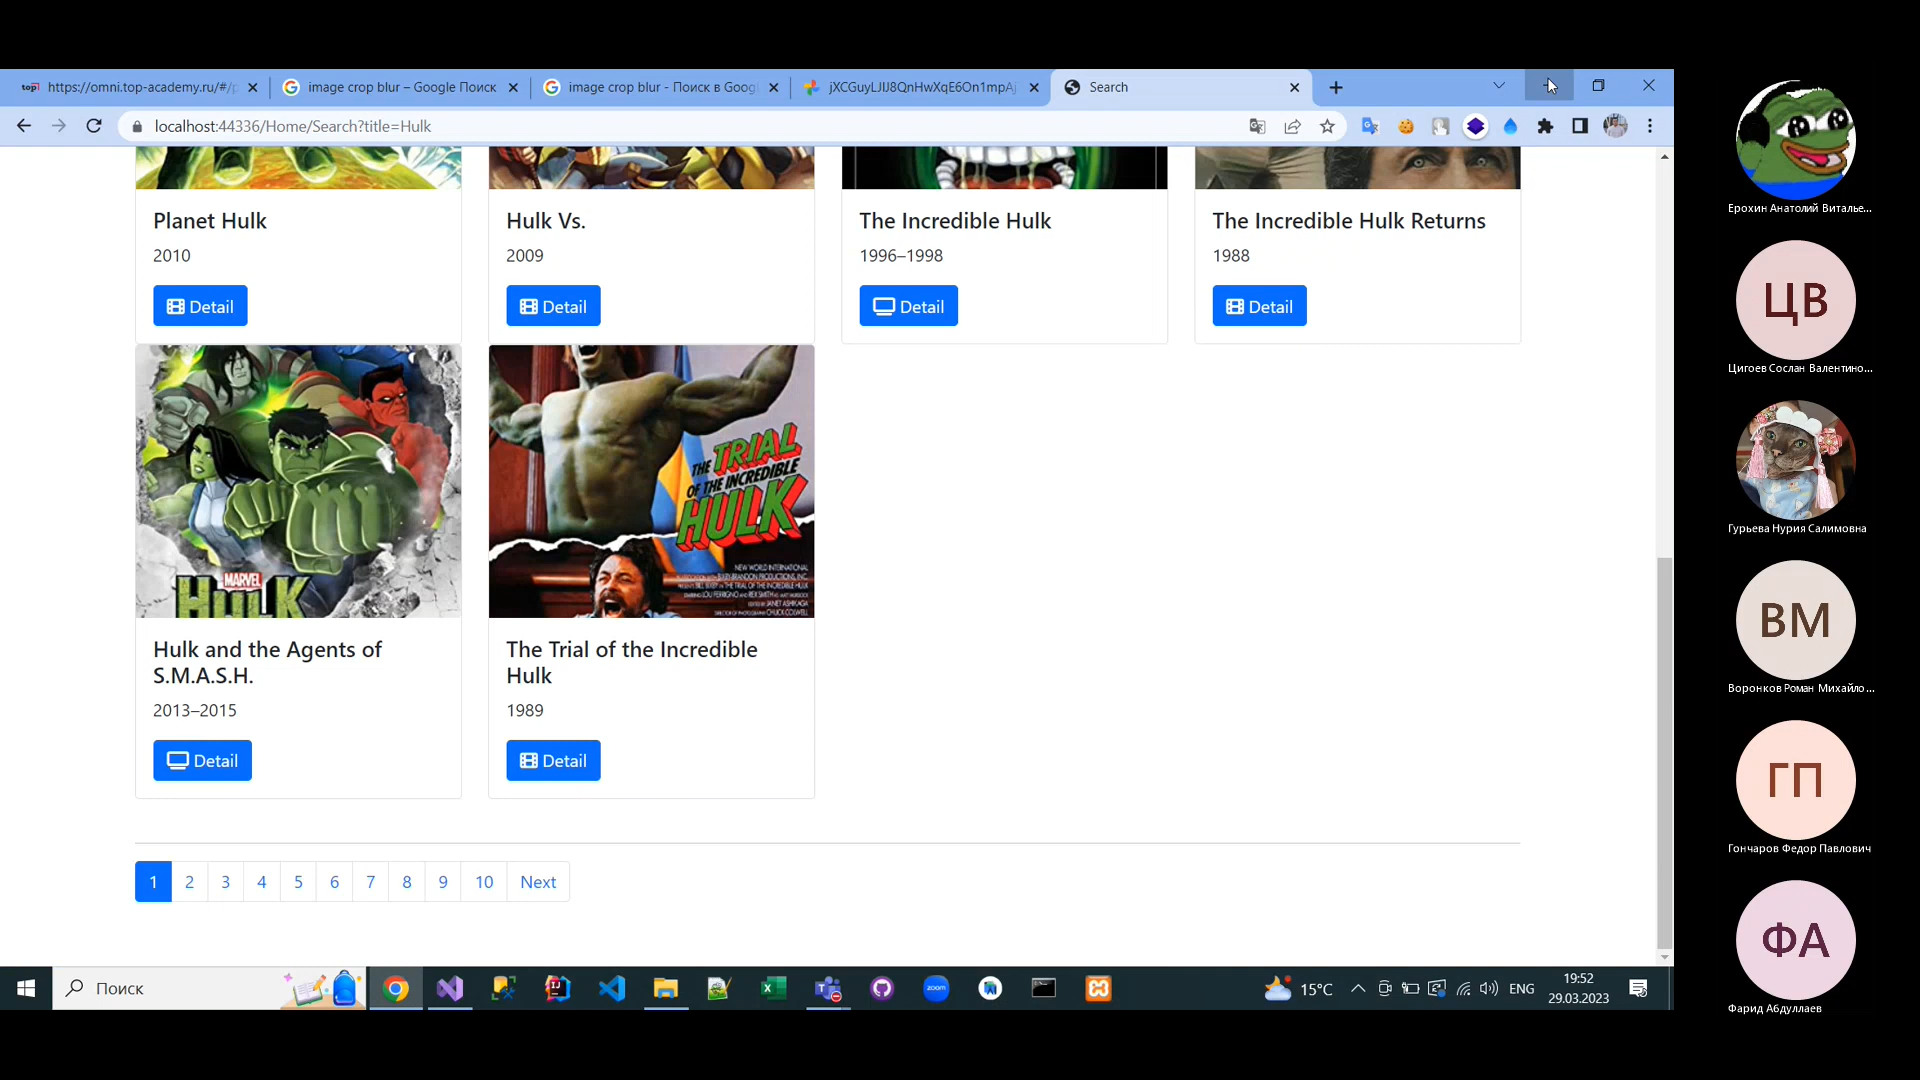 top1
https://omni.top-academy.ru/#/p
image crop blur – Google Поиск
image crop blur - Поиск в Goog
Search
localhost:44336/Home/Search?title=Hulk
Planet Hulk
2010
Detail
Hulk Vs.
2009
Detail
The Incredible Hulk
1996–1998
Detail
The Incredible Hulk Returns
1988
Detail
MARVEL
HULK
Hulk and the Agents of
S.M.A.S.H.
2013–2015
Detail
THE TRIAL
OF THE INCREDIBLE
HULK
NEW WORLD INTERNATIONAL
The Trial of the Incredible
Hulk
1989
Detail
1 2 3 4 5 6 7 8 9 10 Next
Поиск
zoom
15°C
ENG
19:52
29.03.2023
Ерохин Анатолий Виталье...
ЦВ
Цигоев Сослан Валентино...
Гурьева Нурия Салимовна
ВМ
Воронков Роман Михайло...
ГП
Гончаров Федор Павлович
ФА
Фарид Абдуллаев